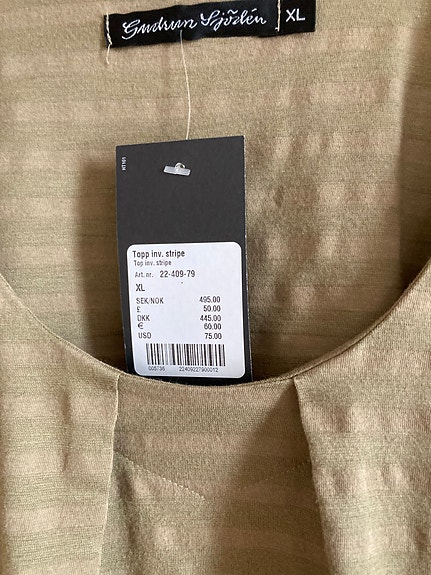 Gudrun Sjödén XL
HT101
Topp inv. stripe
Top inv. stripe
Art. nr. 22-409-79
XL
SEK/NOK 495.00
£ 50.00
DKK 445.00
€ 60.00
USD 75.00
005736 22409227900012